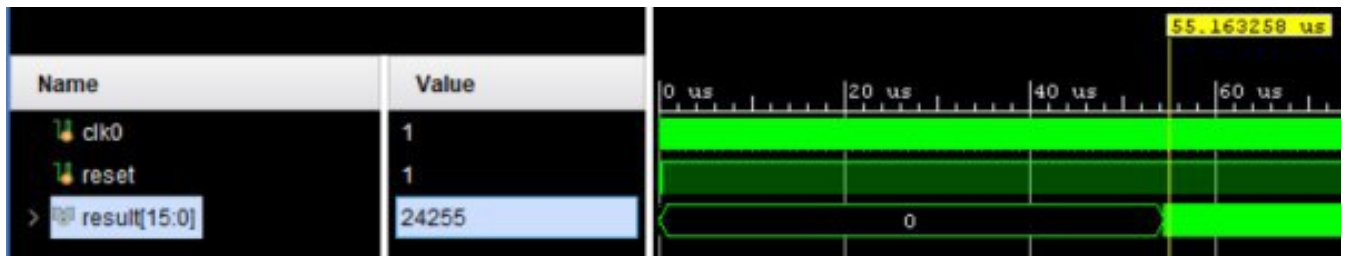 55.163258 us
Name Value
0 us 20 us 40 us 60 us
clk0 1
reset 1
result[15:0] 24255 0